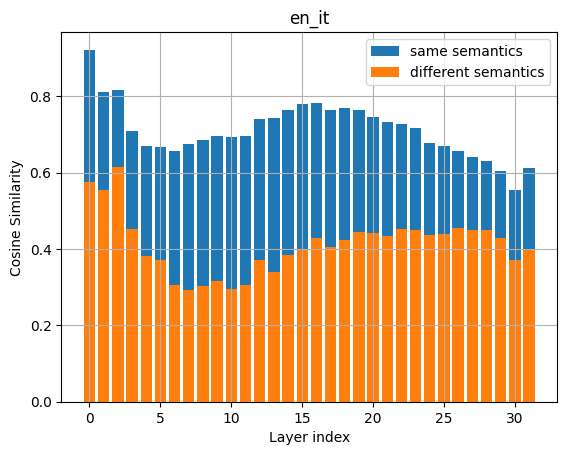 en_it
same semantics
different semantics
Cosine Similarity
0.8
0.6
0.4
0.2
0.0
0
5
10
15
20
25
30
Layer index